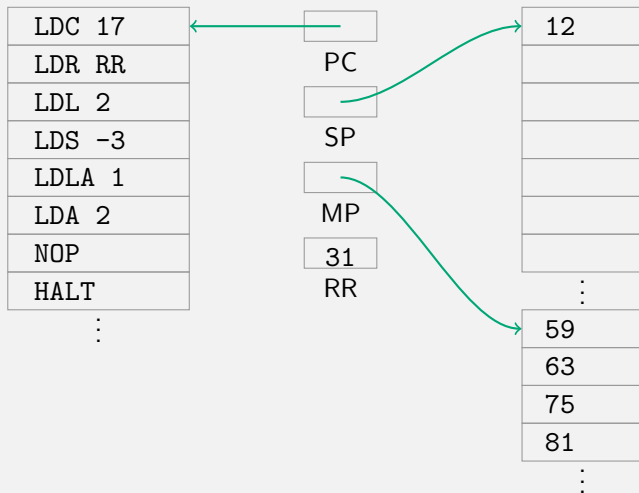 LDC 17
LDR RR
LDL 2
LDS -3
LDLA 1
LDA 2
NOP
HALT
⋮
PC
SP
MP
31
RR
12
⋮
59
63
75
81
⋮